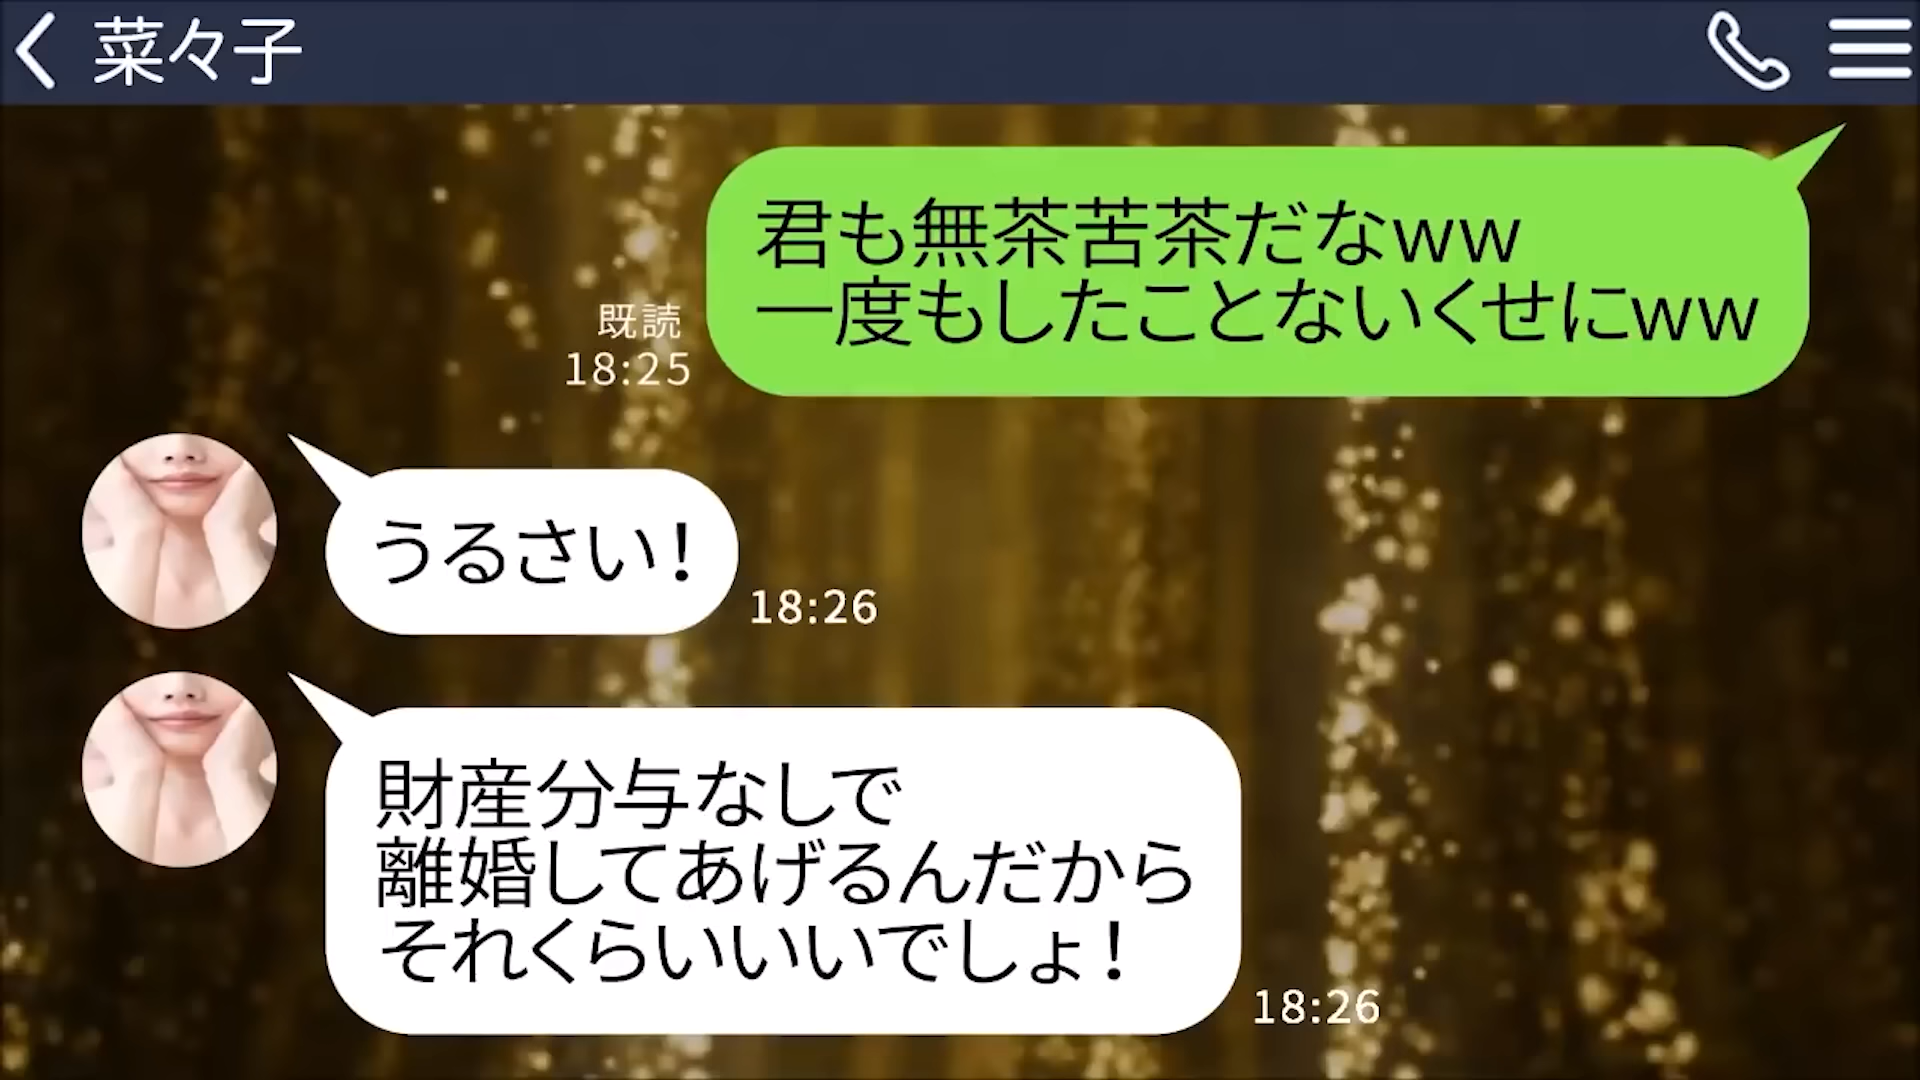 菜々子
君も無茶苦茶だなww
一度もしたことないくせにww
既読
18:25
うるさい！
18:26
財産分与なしで
離婚してあげるんだから
それくらいいいでしょ！
18:26